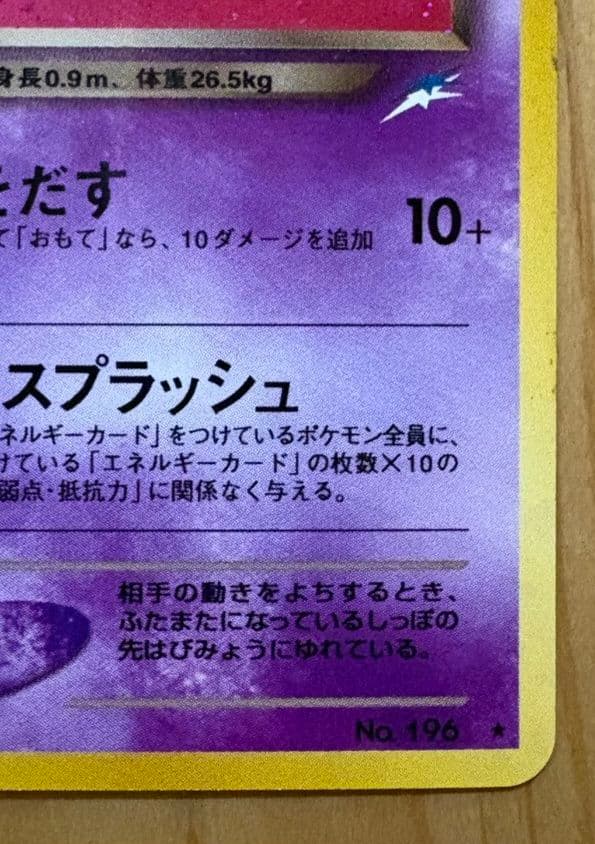 身長0.9m、体重26.5kg
をだす
て「おもて」なら、10ダメージを追加
10+
スプラッシュ
ネルギーカード」をつけているポケモン全員に、
けている「エネルギーカード」の枚数×10の
弱点・抵抗力」に関係なく与える。
相手の動きをよちするとき、
ふたまたになっているしっぽの
先はびみょうにゆれている。
No. 196 ★